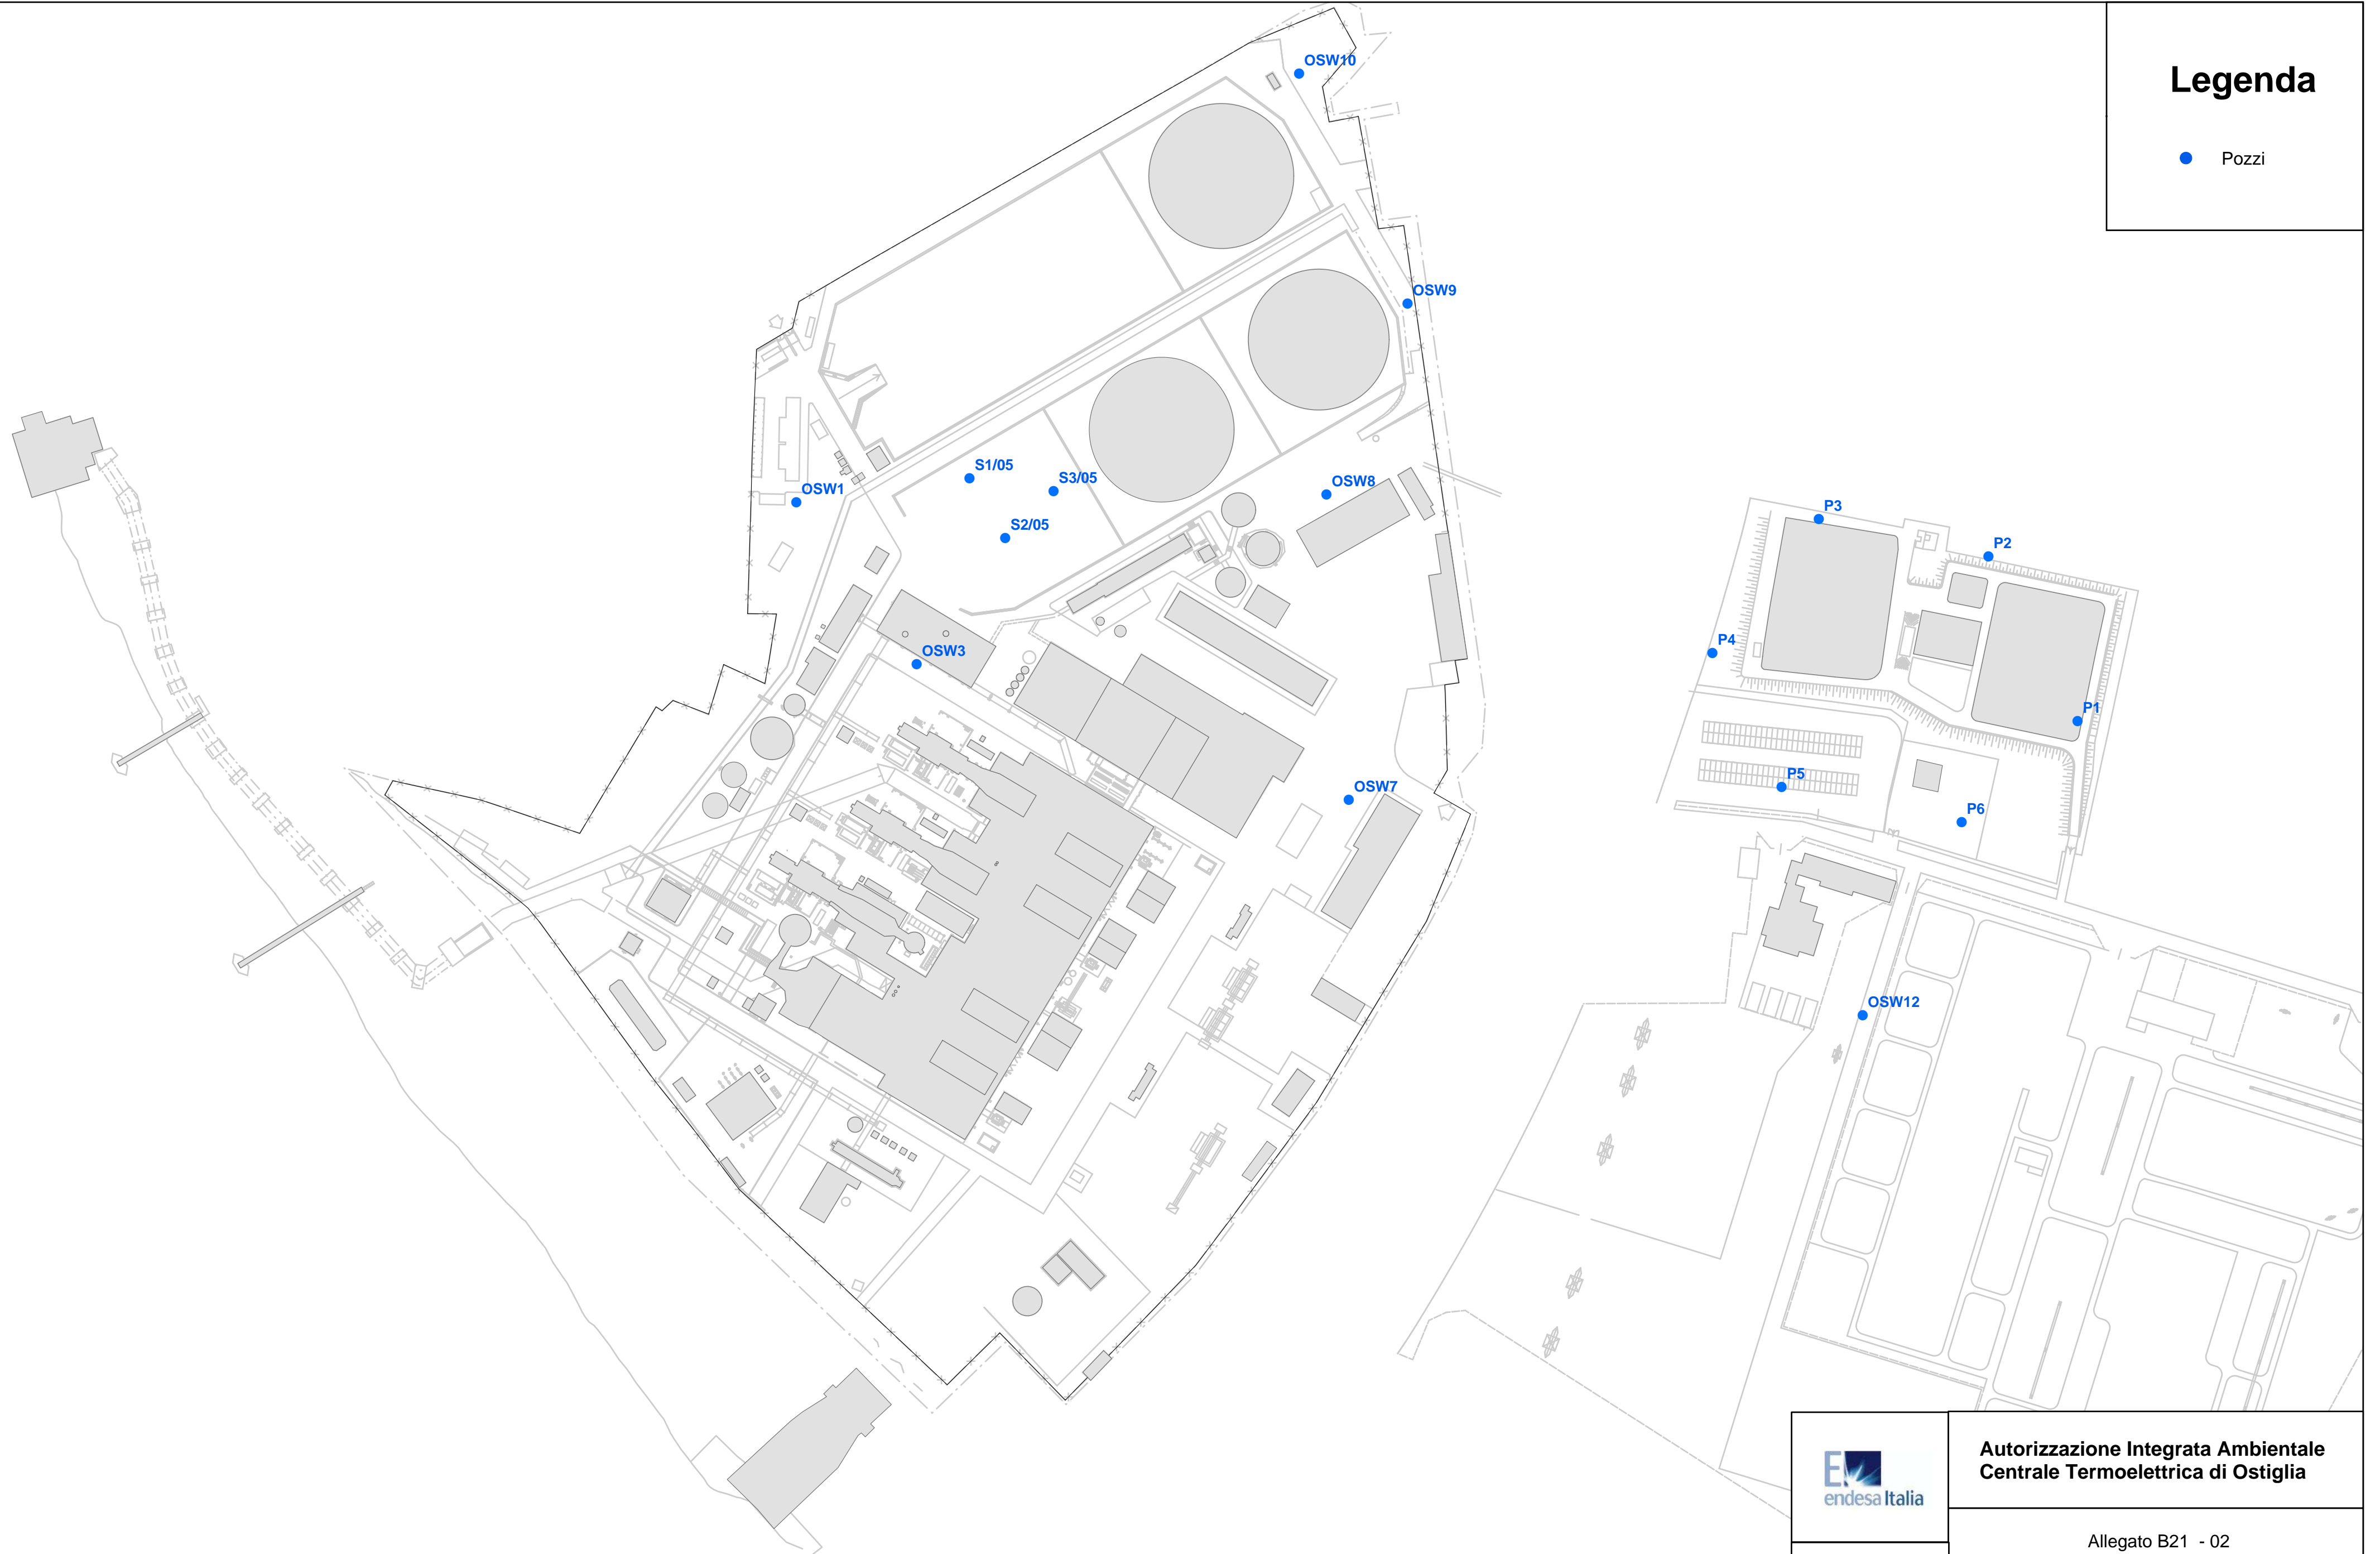 Legenda
Pozzi
OSW10
OSW9
S1/05
S3/05
OSW8
OSW1
S2/05
P3
P2
OSW3
P4
P1
OSW7
P5
P6
OSW12
endesa Italia
Autorizzazione Integrata Ambientale
Centrale Termoelettrica di Ostiglia
Allegato B21 - 02